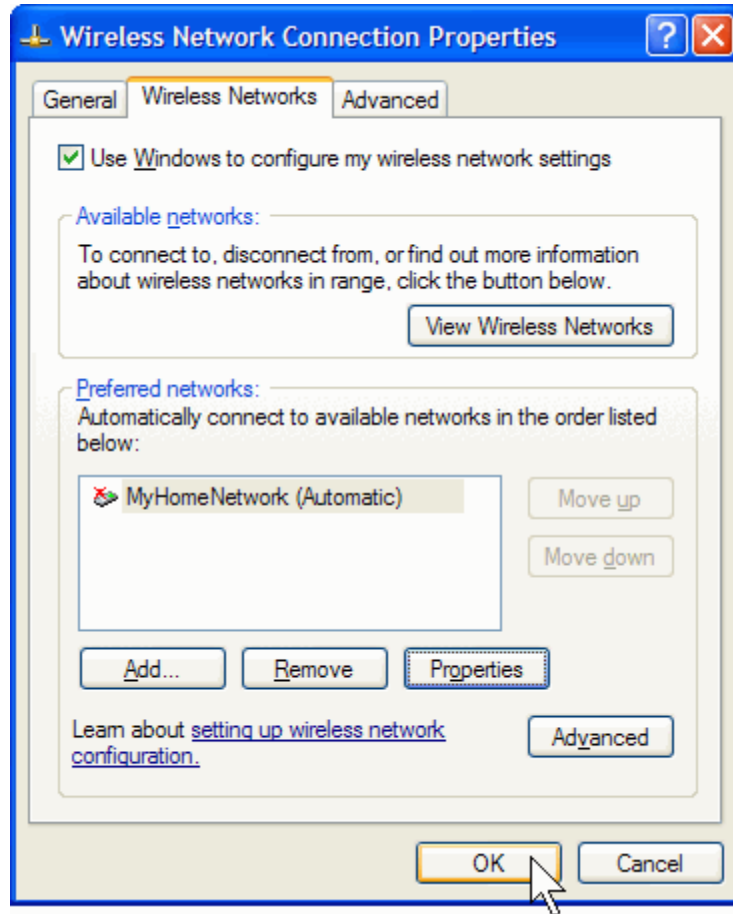 Wireless Network Connection Properties
General Wireless Networks Advanced
Use Windows to configure my wireless network settings
Available networks:
To connect to, disconnect from, or find out more information
about wireless networks in range, click the button below.
View Wireless Networks
Preferred networks:
Automatically connect to available networks in the order listed
below:
MyHomeNetwork (Automatic)
Move up
Move down
Add... Remove Properties
Learn about setting up wireless network
configuration.
Advanced
OK Cancel